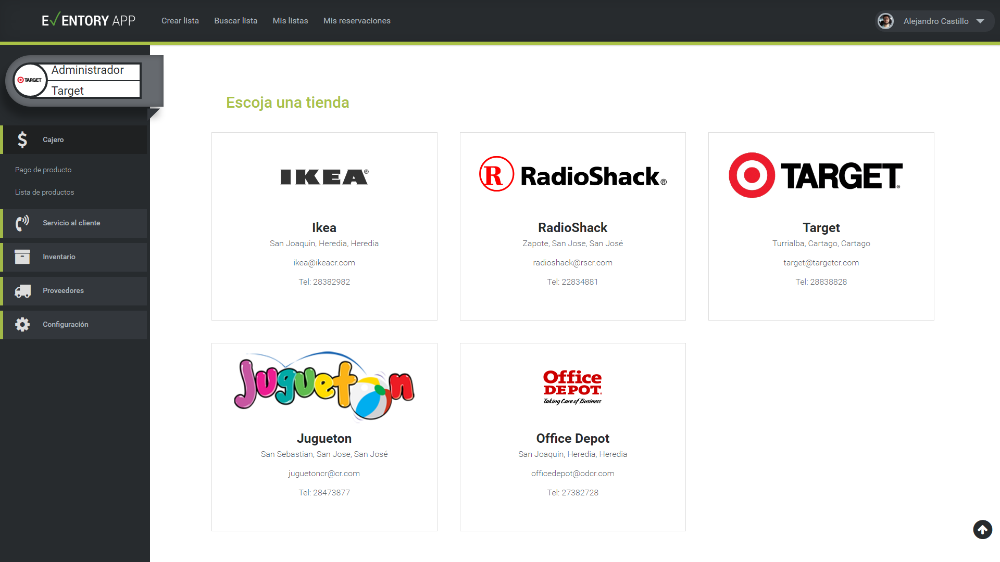 E✓ENTORY APP
Crear lista
Buscar lista
Mis listas
Mis reservaciones
Alejandro Castillo
TARGET
Administrador
Target
Cajero
Pago de producto
Lista de productos
Servicio al cliente
Inventario
Proveedores
Configuración
Escoja una tienda
IKEA®
Ikea
San Joaquin, Heredia, Heredia
ikea@ikeacr.com
Tel: 28382982
R RadioShack®
RadioShack
Zapote, San Jose, San José
radioshack@rscr.com
Tel: 22834881
TARGET®
Target
Turrialba, Cartago, Cartago
target@targetcr.com
Tel: 28838828
Jugueton
Jugueton
San Sebastian, San Jose, San José
juguetoncr@cr.com
Tel: 28473877
Office
DEPOT®
Taking Care of Business
Office Depot
San Joaquin, Heredia, Heredia
officedepot@odcr.com
Tel: 27382728